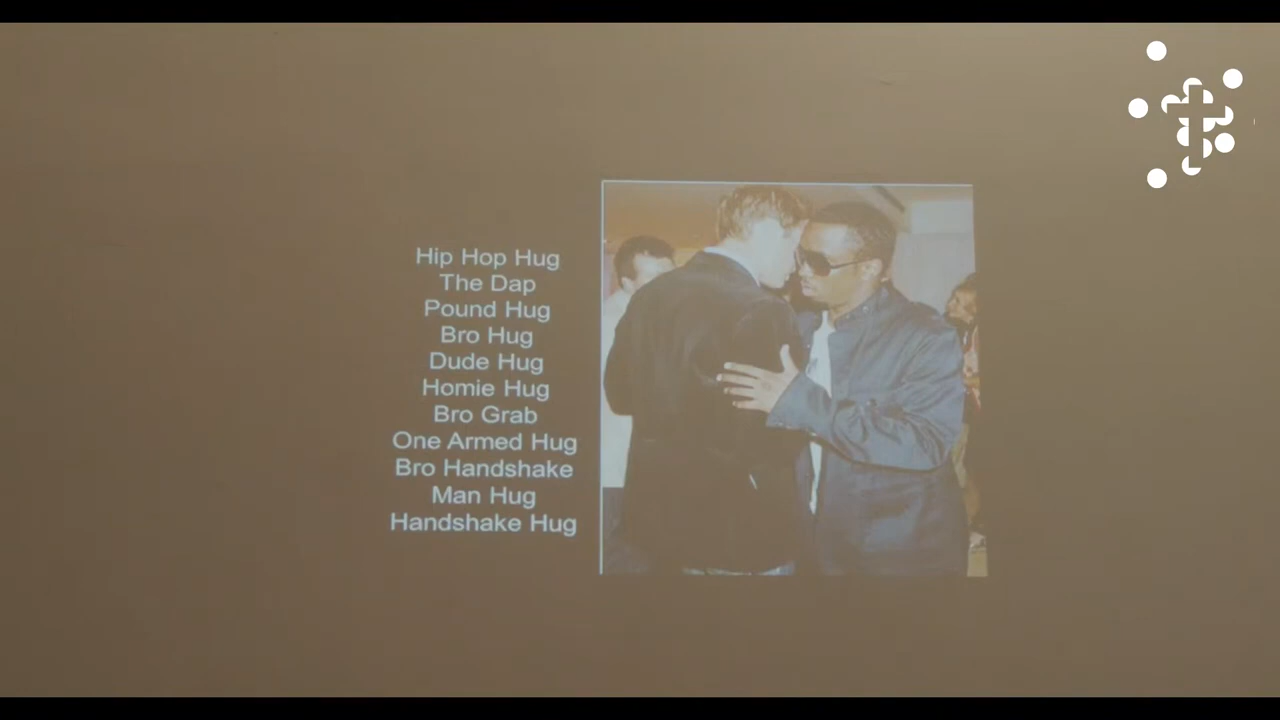 Hip Hop Hug
The Dap
Pound Hug
Bro Hug
Dude Hug
Homie Hug
Bro Grab
One Armed Hug
Bro Handshake
Man Hug
Handshake Hug